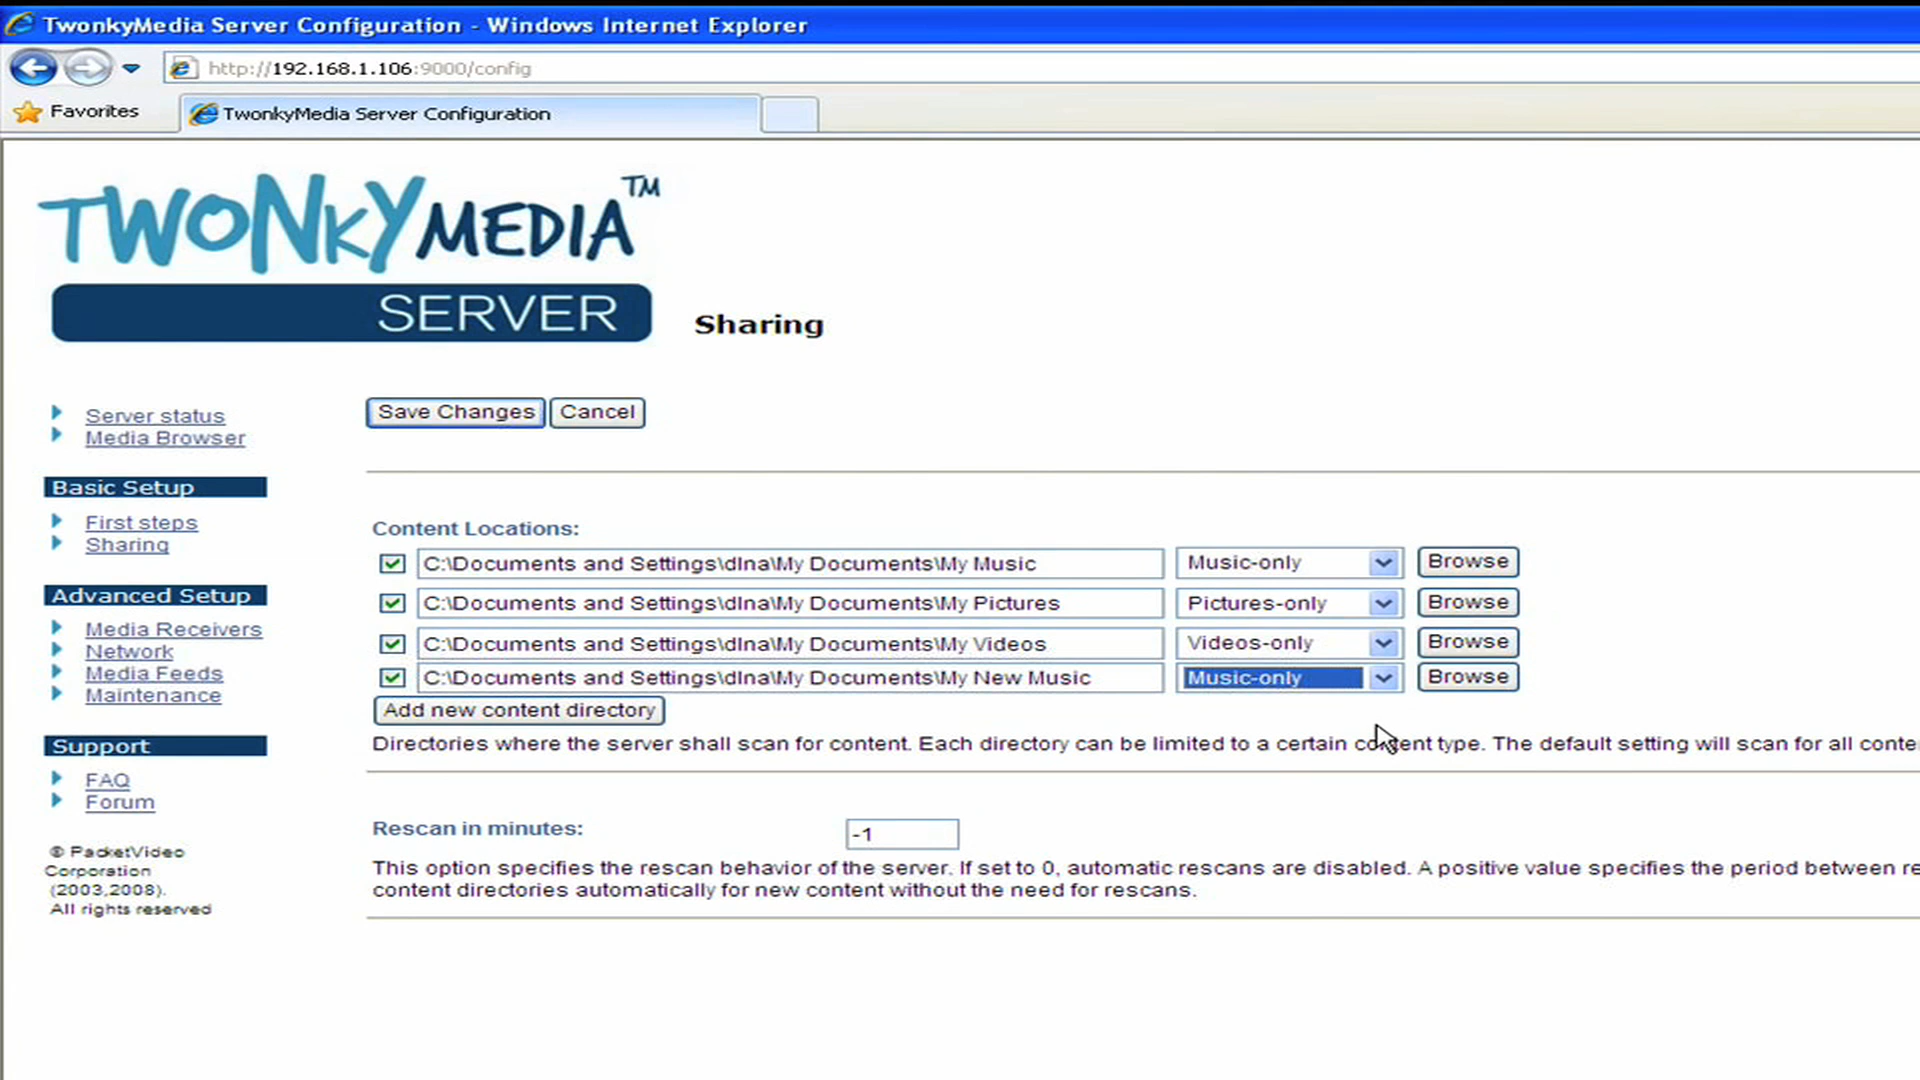 TwonkyMedia Server Configuration - Windows Internet Explorer
http://192.168.1.106:9000/config
Favorites
TwonkyMedia Server Configuration
TWONKYMEDIA™
SERVER
Sharing
Server status
Media Browser
Save Changes
Cancel
Basic Setup
First steps
Sharing
Advanced Setup
Media Receivers
Network
Media Feeds
Maintenance
Support
FAQ
Forum
© PacketVideo
Corporation
(2003,2008).
All rights reserved
Content Locations:
C:\Documents and Settings\dlna\My Documents\My Music Music-only Browse
C:\Documents and Settings\dlna\My Documents\My Pictures Pictures-only Browse
C:\Documents and Settings\dlna\My Documents\My Videos Videos-only Browse
C:\Documents and Settings\dlna\My Documents\My New Music Music-only Browse
Add new content directory
Directories where the server shall scan for content. Each directory can be limited to a certain content type. The default setting will scan for all conte
Rescan in minutes: -1
This option specifies the rescan behavior of the server. If set to 0, automatic rescans are disabled. A positive value specifies the period between re
content directories automatically for new content without the need for rescans.